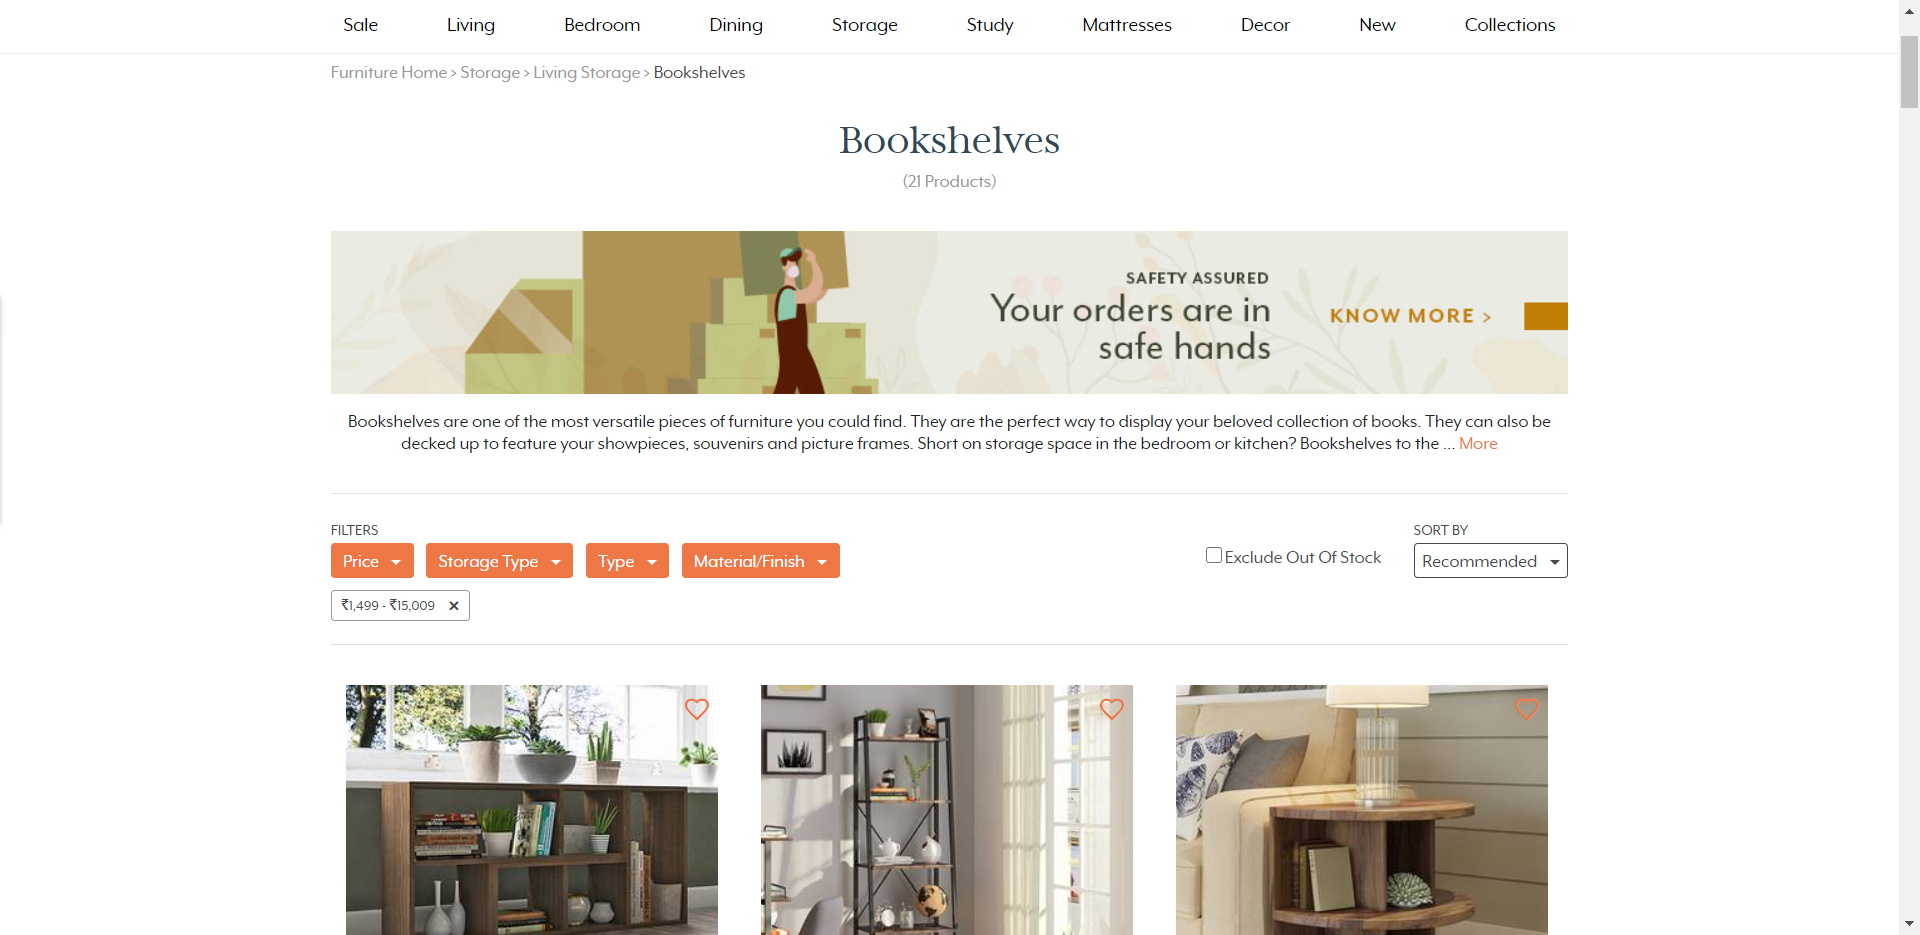 Sale Living Bedroom Dining Storage Study Mattresses Decor New Collections
Furniture Home > Storage > Living Storage > Bookshelves
Bookshelves
(21 Products)
SAFETY ASSURED
Your orders are in
safe hands
KNOW MORE >
Bookshelves are one of the most versatile pieces of furniture you could find. They are the perfect way to display your beloved collection of books. They can also be
decked up to feature your showpieces, souvenirs and picture frames. Short on storage space in the bedroom or kitchen? Bookshelves to the ... More
FILTERS
SORT BY
Price Storage Type Type Material/Finish
Exclude Out Of Stock
Recommended
₹1,499 - ₹15,009 ×